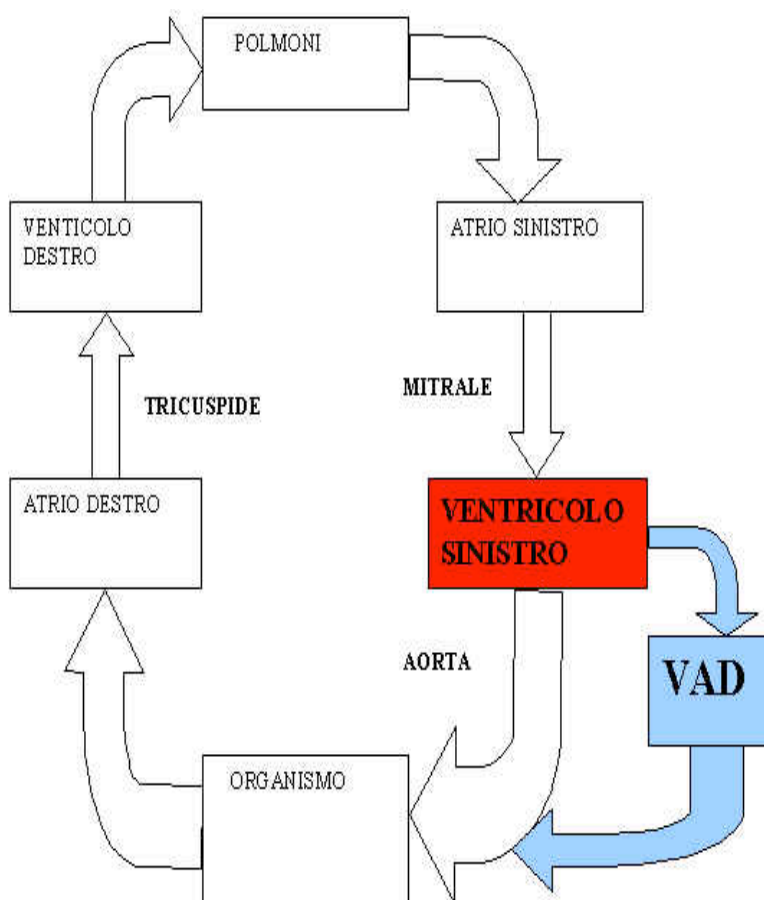 POLMONI
VENTICOLO
DESTRO
ATRIO SINISTRO
TRICUSPIDE
MITRALE
ATRIO DESTRO
VENTRICOLO
SINISTRO
AORTA
VAD
ORGANISMO